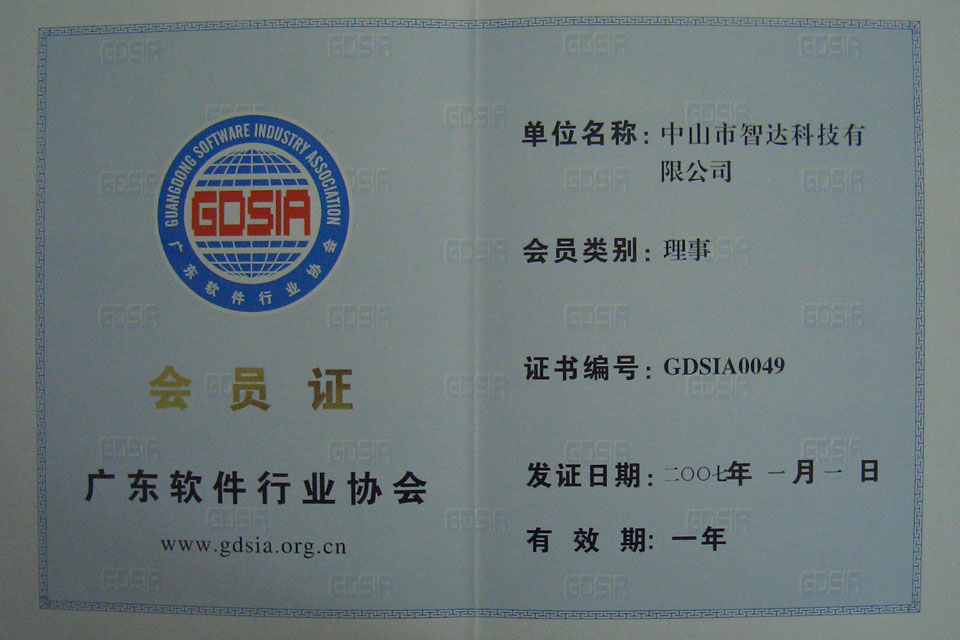 GUANGDONG SOFTWARE INDUSTRY ASSOCIATION
GDSIA
广东软件行业协会
会员证
广东软件行业协会
www.gdsia.org.cn
单位名称：中山市智达科技有
限公司
会员类别：理事
证书编号：GDSIA0049
发证日期：二〇〇七年 一月一日
有效期：一年